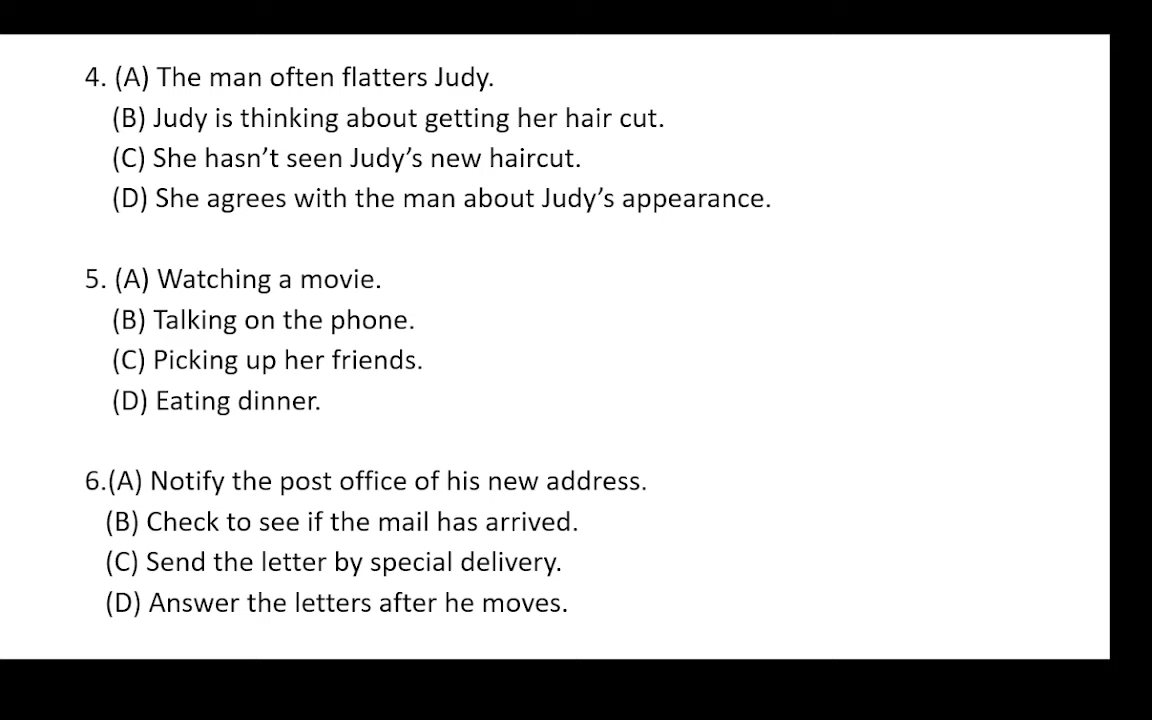 4. (A) The man often flatters Judy.
(B) Judy is thinking about getting her hair cut.
(C) She hasn’t seen Judy’s new haircut.
(D) She agrees with the man about Judy’s appearance.
5. (A) Watching a movie.
(B) Talking on the phone.
(C) Picking up her friends.
(D) Eating dinner.
6.(A) Notify the post office of his new address.
(B) Check to see if the mail has arrived.
(C) Send the letter by special delivery.
(D) Answer the letters after he moves.